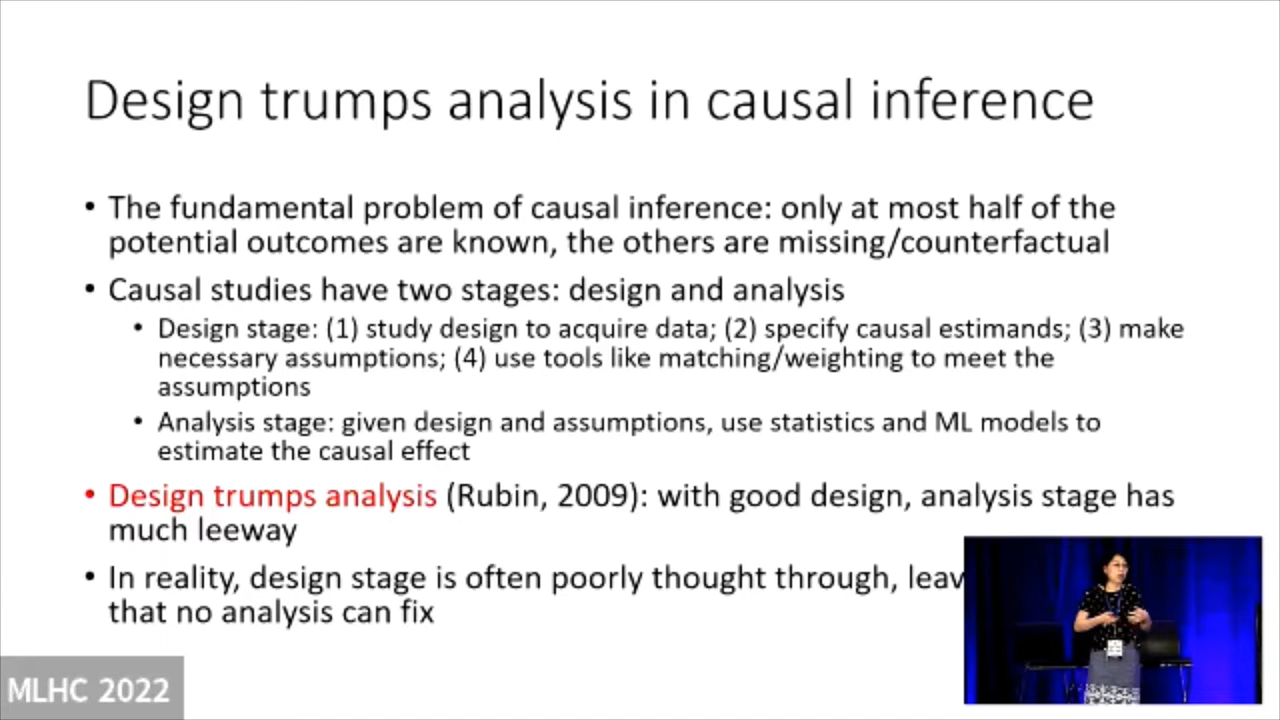 Design trumps analysis in causal inference
• The fundamental problem of causal inference: only at most half of the
potential outcomes are known, the others are missing/counterfactual
• Causal studies have two stages: design and analysis
• Design stage: (1) study design to acquire data; (2) specify causal estimands; (3) make
necessary assumptions; (4) use tools like matching/weighting to meet the
assumptions
• Analysis stage: given design and assumptions, use statistics and ML models to
estimate the causal effect
• Design trumps analysis (Rubin, 2009): with good design, analysis stage has
much leeway
• In reality, design stage is often poorly thought through, leav
that no analysis can fix
MLHC 2022